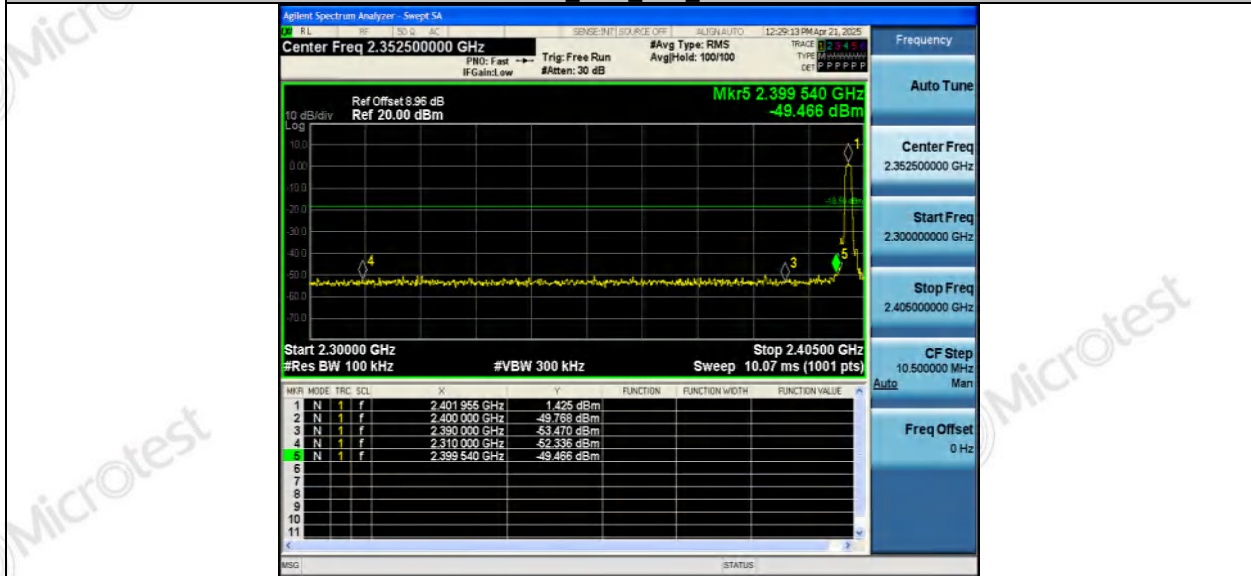 Agilent Spectrum Analyzer - Swept SA
RL RF 50 Ω AC SENSE:INT SOURCE OFF ALIGNAUTO 12:29:13 PM Apr 21, 2025
Center Freq 2.352500000 GHz #Avg Type: RMS TRACE 1 2 3 4 5 6
PNO: Fast Trig: Free Run Avg|Hold: 100/100 TYPE M
IFGain:Low #Atten: 30 dB DET P P P P P P
Mkr5 2.399 540 GHz
-49.466 dBm
Ref Offset 8.96 dB
10 dB/div Ref 20.00 dBm
Log
10.0
0.00
-10.0
-20.0
-30.0
-40.0
-50.0
-60.0
-70.0
1
4
3
5
Start 2.30000 GHz Stop 2.40500 GHz
#Res BW 100 kHz #VBW 300 kHz Sweep 10.07 ms (1001 pts)
MKR MODE TRC SCL X Y FUNCTION FUNCTION WIDTH FUNCTION VALUE
1 N 1 f 2.401 955 GHz 1.425 dBm
2 N 1 f 2.400 000 GHz -49.768 dBm
3 N 1 f 2.390 000 GHz -53.470 dBm
4 N 1 f 2.310 000 GHz -52.336 dBm
5 N 1 f 2.399 540 GHz -49.466 dBm
6
7
8
9
10
11
MSG STATUS
Frequency
Auto Tune
Center Freq
2.352500000 GHz
Start Freq
2.300000000 GHz
Stop Freq
2.405000000 GHz
CF Step
10.500000 MHz
Auto Man
Freq Offset
0 Hz
Microtest
Microtest
Microtest